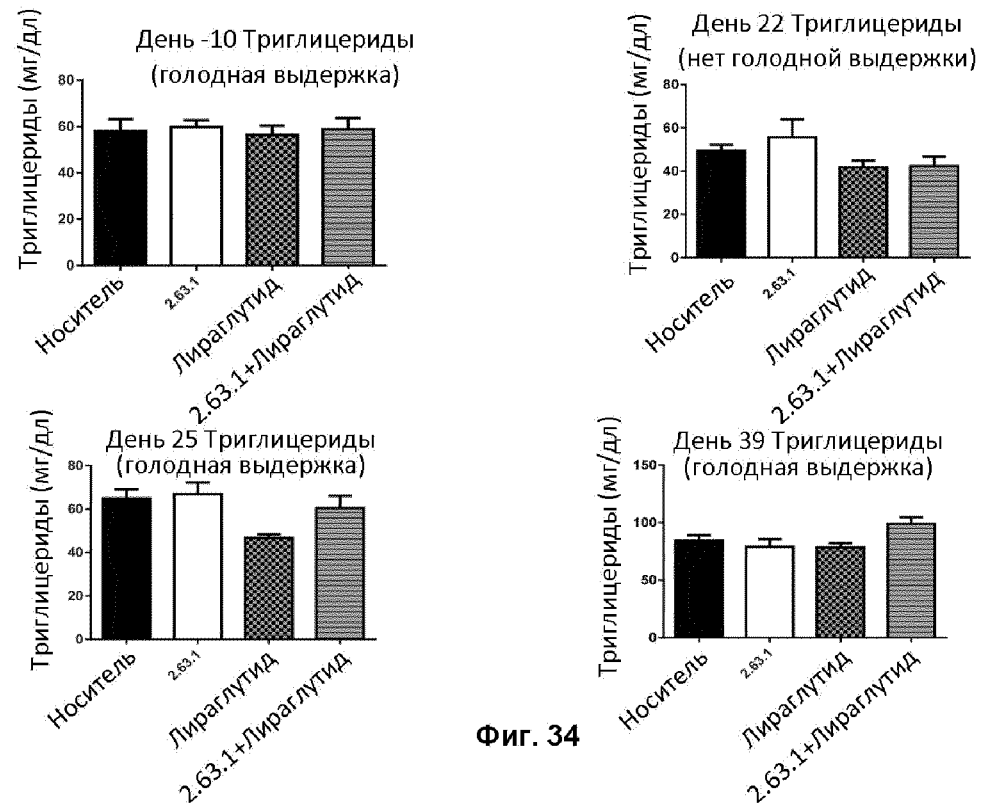 День -10 Триглицериды
(голодная выдержка)
Триглицериды (мг/дл)
80
60
40
20
0
Носитель
2.63.1
Лираглутид
2.63.1+Лираглутид
День 22 Триглицериды
(нет голодной выдержки)
Триглицериды (мг/дл)
80
60
40
20
0
Носитель
2.63.1
Лираглутид
2.63.1+Лираглутид
День 25 Триглицериды
(голодная выдержка)
Триглицериды (мг/дл)
80
60
40
20
0
Носитель
2.63.1
Лираглутид
2.63.1+Лираглутид
День 39 Триглицериды
(голодная выдержка)
Триглицериды (мг/дл)
150
100
50
0
Носитель
2.63.1
Лираглутид
2.63.1+Лираглутид
Фиг. 34